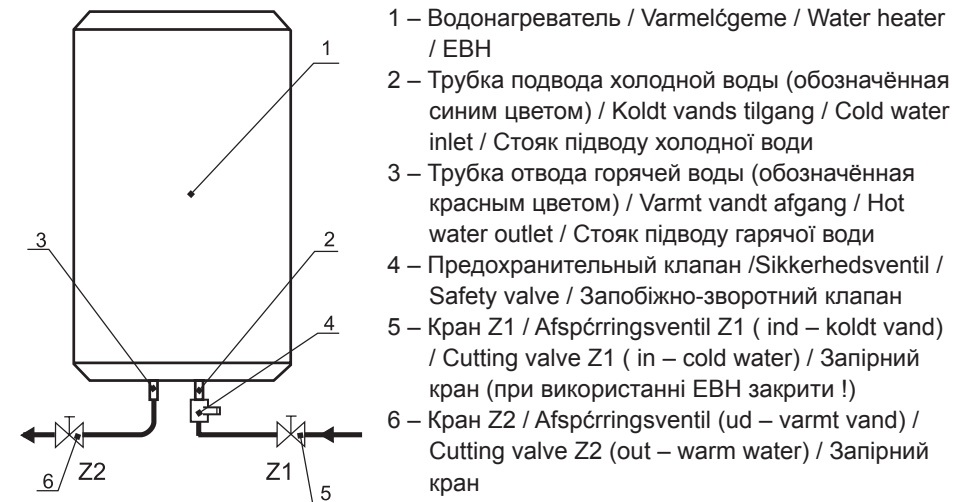 1
3
2
4
6
Z2
Z1
5
1 – Водонагреватель / Varmelćgeme / Water heater
/ EBH
2 – Трубка подвода холодной воды (обозначённая
синим цветом) / Koldt vands tilgang / Cold water
inlet / Стояк підводу холодної води
3 – Трубка отвода горячей воды (обозначённая
красным цветом) / Varmt vandt afgang / Hot
water outlet / Стояк підводу гарячої води
4 – Предохранительный клапан /Sikkerhedsventil /
Safety valve / Запобіжно-зворотний клапан
5 – Кран Z1 / Afspćrringsventil Z1 ( ind – koldt vand)
/ Cutting valve Z1 ( in – cold water) / Запірний
кран (при використанні ЕВН закрити !)
6 – Кран Z2 / Afspćrringsventil (ud – varmt vand) /
Cutting valve Z2 (out – warm water) / Запірний
кран